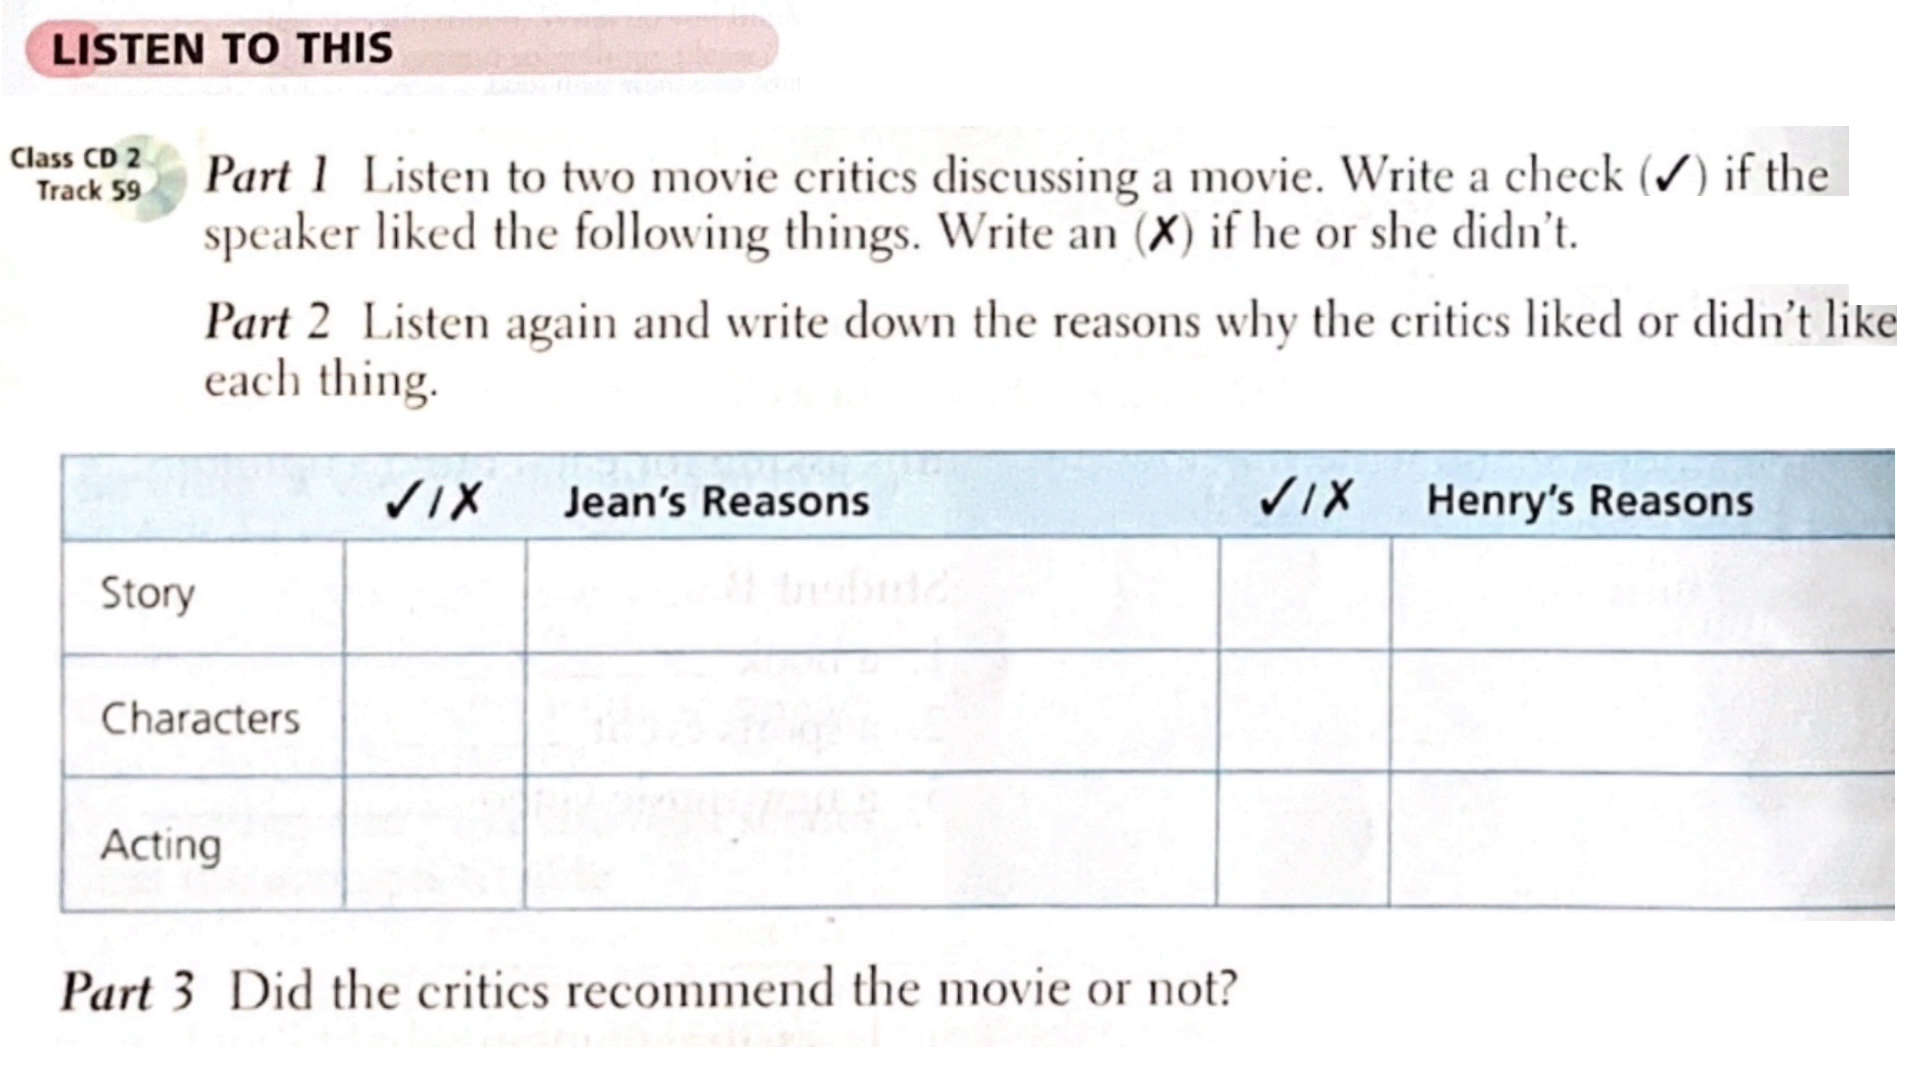 LISTEN TO THIS
Class CD 2
Track 59
Part 1 Listen to two movie critics discussing a movie. Write a check (✓) if the
speaker liked the following things. Write an (✗) if he or she didn't.
Part 2 Listen again and write down the reasons why the critics liked or didn't like
each thing.
✓/✗ Jean's Reasons ✓/✗ Henry's Reasons
Story
Characters
Acting
Part 3 Did the critics recommend the movie or not?